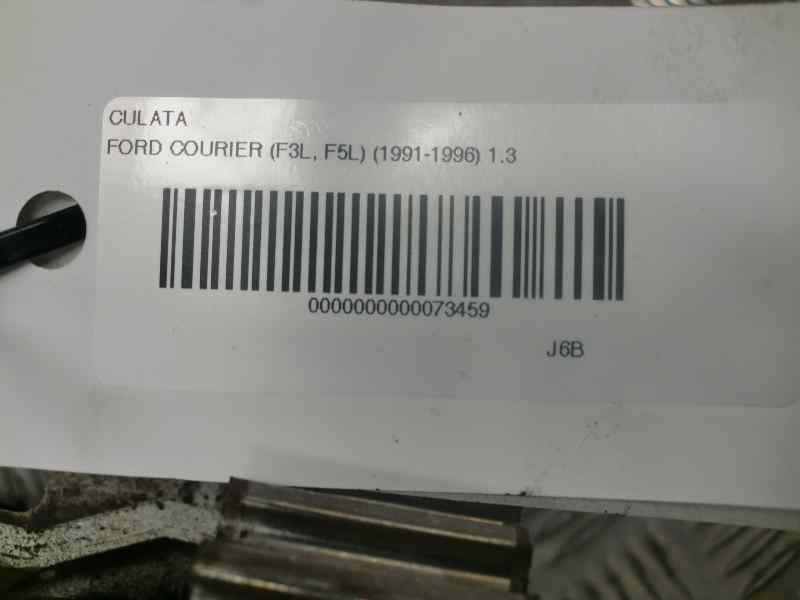 CULATA
FORD COURIER (F3L, F5L) (1991-1996) 1.3
0000000000073459
J6B